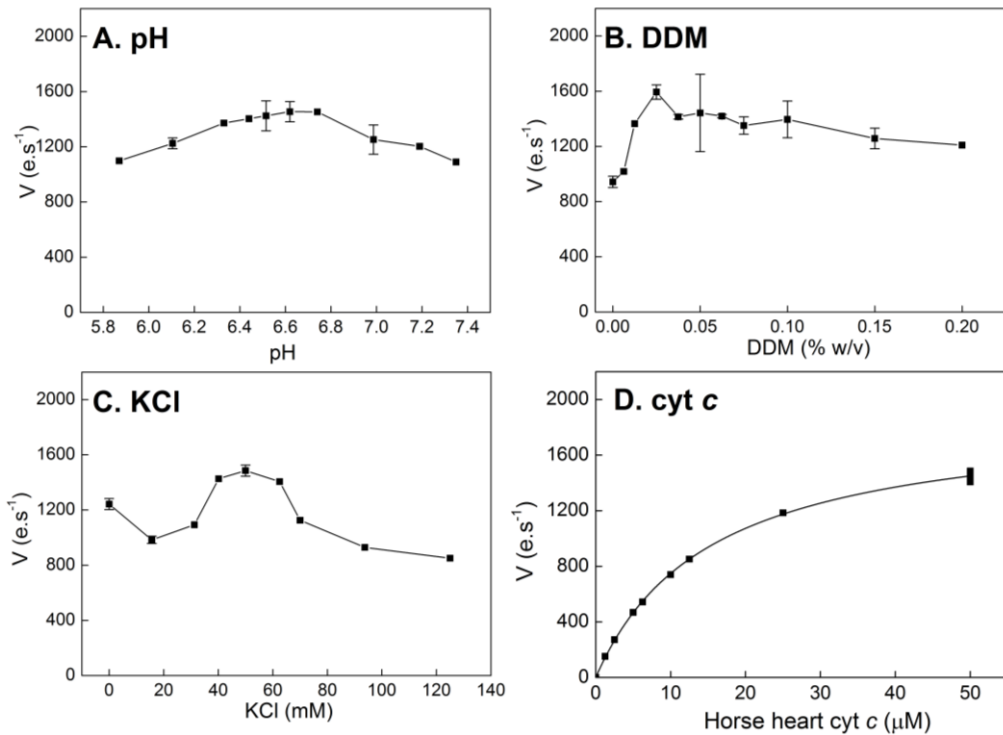 A. pH
V (e.s⁻¹)
2000
1600
1200
800
400
0
5.8 6.0 6.2 6.4 6.6 6.8 7.0 7.2 7.4
pH
B. DDM
V (e.s⁻¹)
2000
1600
1200
800
400
0
0.00 0.05 0.10 0.15 0.20
DDM (% w/v)
C. KCl
V (e.s⁻¹)
2000
1600
1200
800
400
0
0 20 40 60 80 100 120 140
KCl (mM)
D. cyt c
V (e.s⁻¹)
2000
1600
1200
800
400
0
0 10 20 30 40 50
Horse heart cyt c (μM)